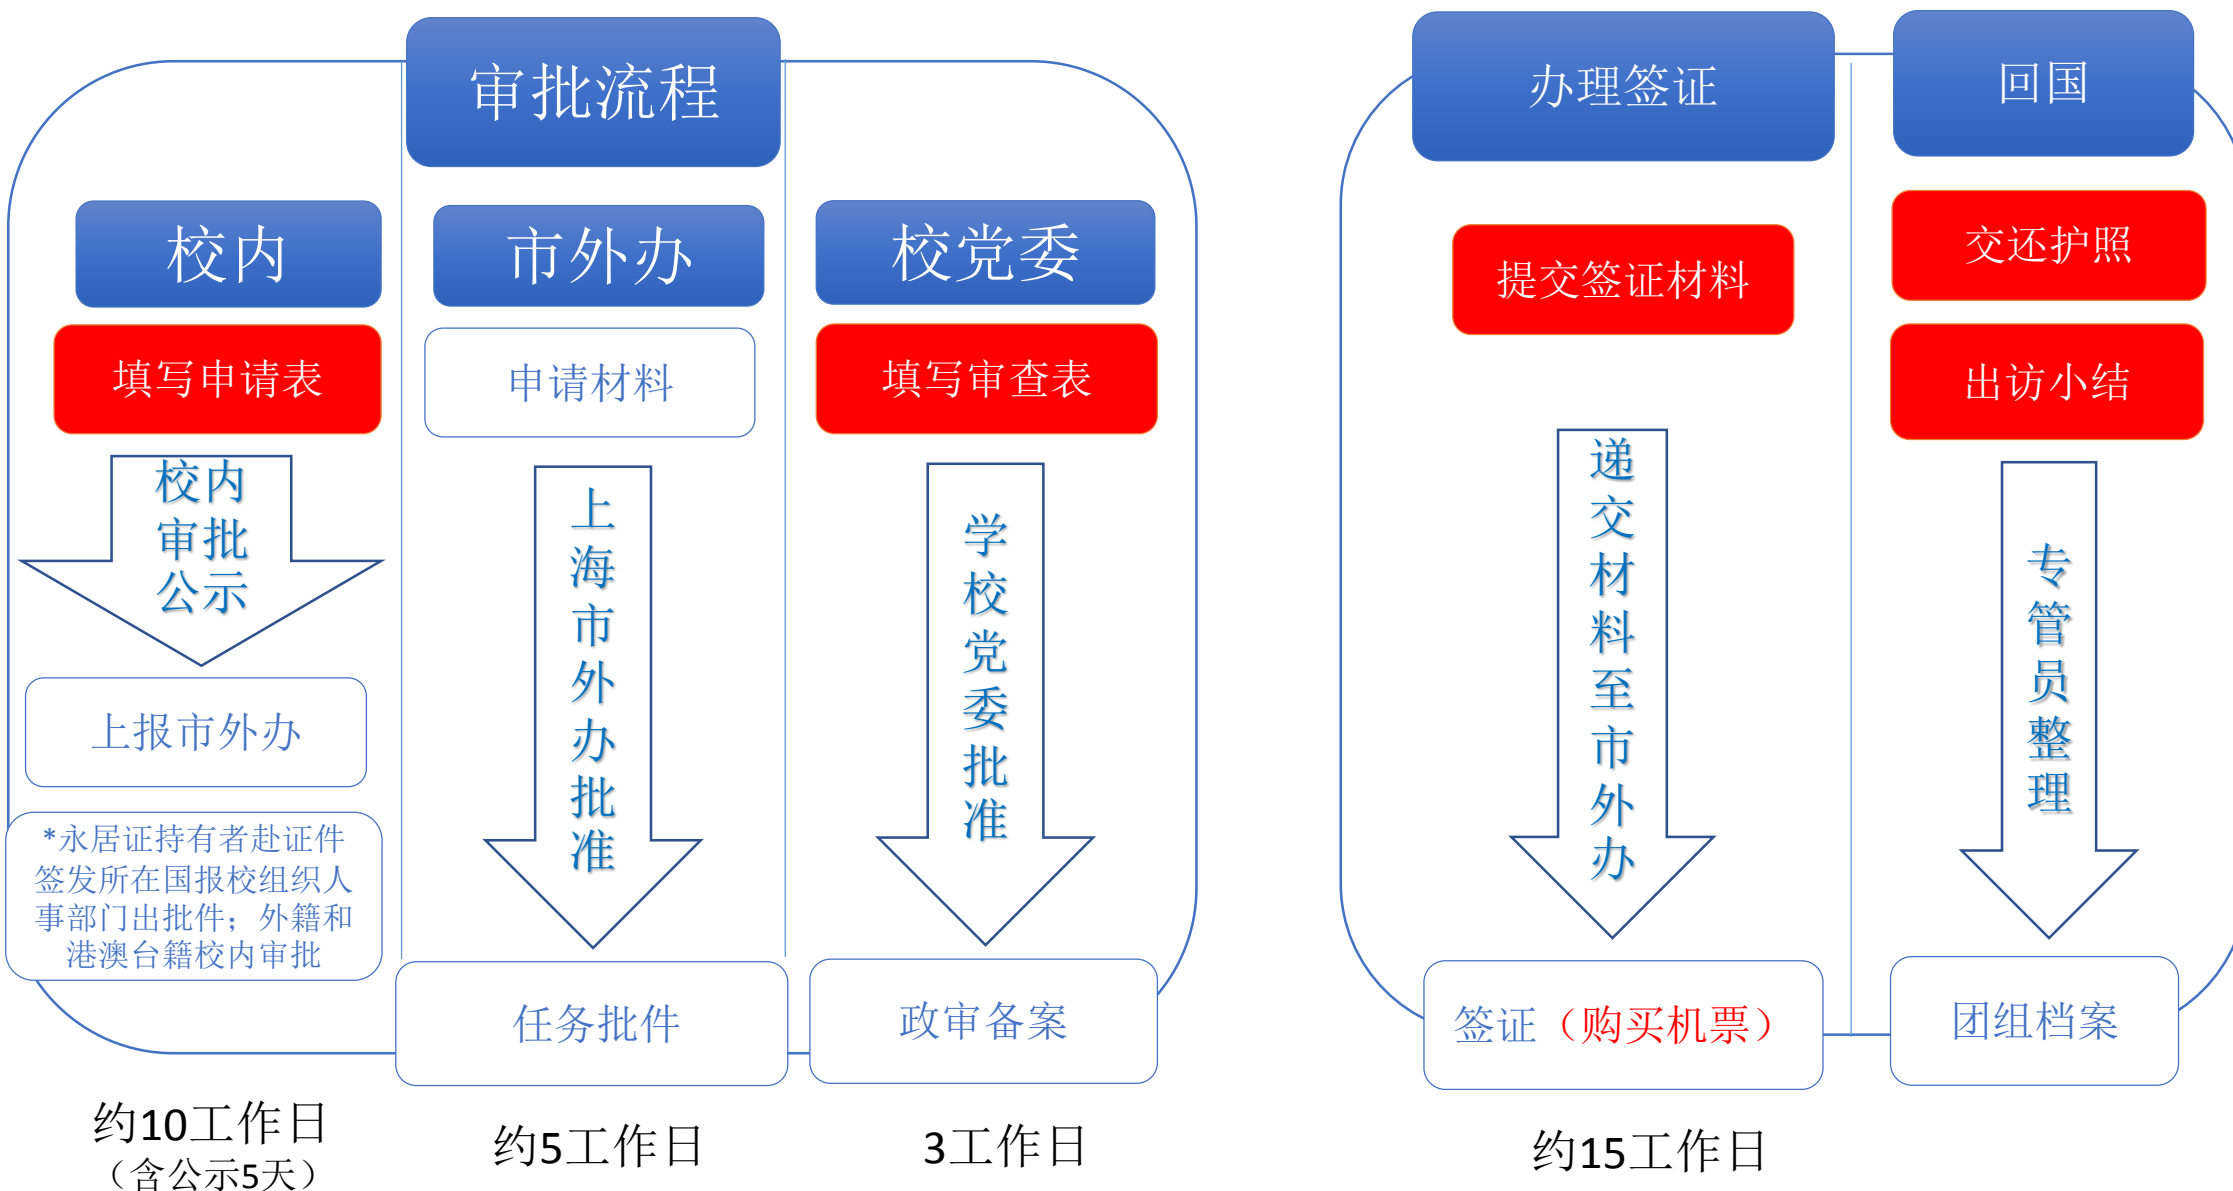 审批流程
校内
填写申请表
校内
审批
公示
上报市外办
*永居证持有者赴证件
签发所在国报校组织人
事部门出批件；外籍和
港澳台籍校内审批
约10工作日
（含公示5天）
市外办
申请材料
上海市外办批准
任务批件
约5工作日
校党委
填写审查表
学校党委批准
政审备案
3工作日
办理签证
提交签证材料
递交材料至市外办
签证（购买机票）
约15工作日
回国
交还护照
出访小结
专管员整理
团组档案